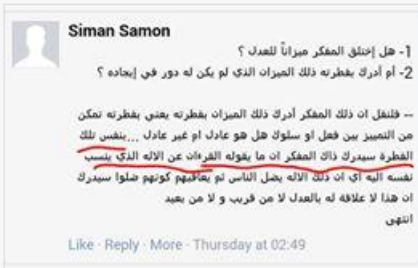 Siman Samon
1- هل إختلق المفكر ميزاناً للعدل ؟
2- أم أدرك بفطرته ذلك الميزان الذي لم يكن له دور في إيجاده ؟
-- فلنقل ان ذلك المفكر أدرك ذلك الميزان بفطرته يعني بفطرته تمكن
من التمييز بين فعل او سلوك هل هو عادل ام غير عادل ...بنفس تلك
الفطرة سيدرك ذاك المفكر ان ما يقوله القرءان عن الاله الذي ينسب
نفسه اليه أي ان ذلك الاله يضل الناس ثم يعاقبهم كونهم ضلوا سيدرك
ان هذا لا علاقة له بالعدل لا من قريب و لا من بعيد
انتهى
Like · Reply · More · Thursday at 02:49